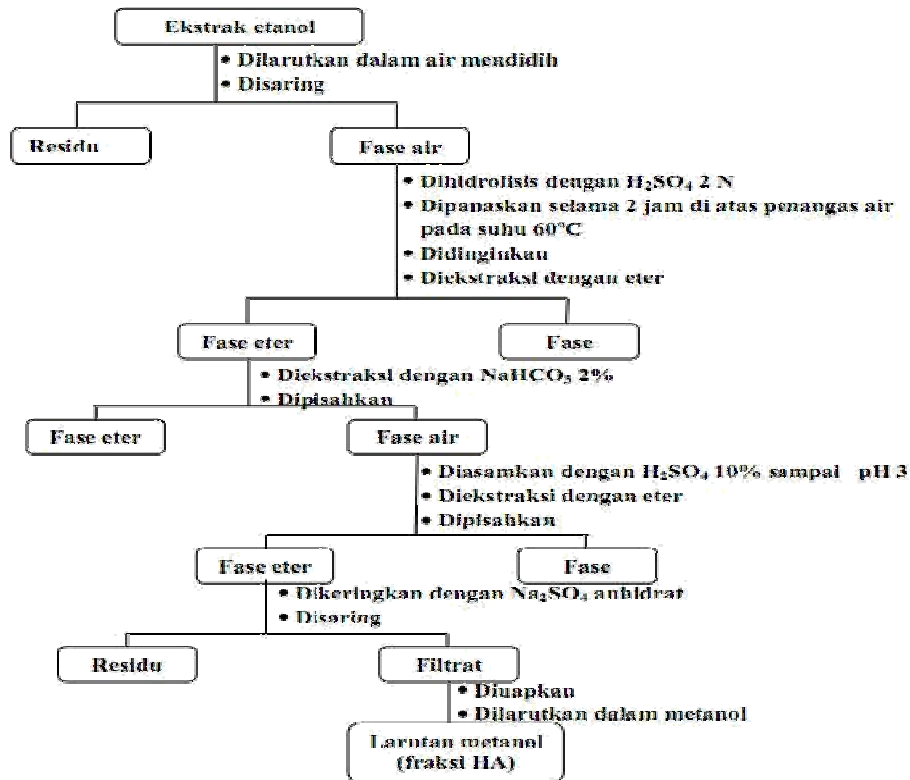 Ekstrak etanol
• Dilarutkan dalam air mendidih
• Disaring
Residu
Fase air
• Dihidrolisis dengan H₂SO₄ 2 N
• Dipanaskan selama 2 jam di atas penangas air
pada suhu 60°C
• Didinginkan
• Diekstraksi dengan eter
Fase eter
Fase
• Diekstraksi dengan NaHCO₃ 2%
• Dipisahkan
Fase eter
Fase air
• Diasamkan dengan H₂SO₄ 10% sampai pH 3
• Diekstraksi dengan eter
• Dipisahkan
Fase eter
Fase
• Dikeringkan dengan Na₂SO₄ anhidrat
• Disaring
Residu
Filtrat
• Diuapkan
• Dilarutkan dalam metanol
Larutan metanol
(fraksi HA)